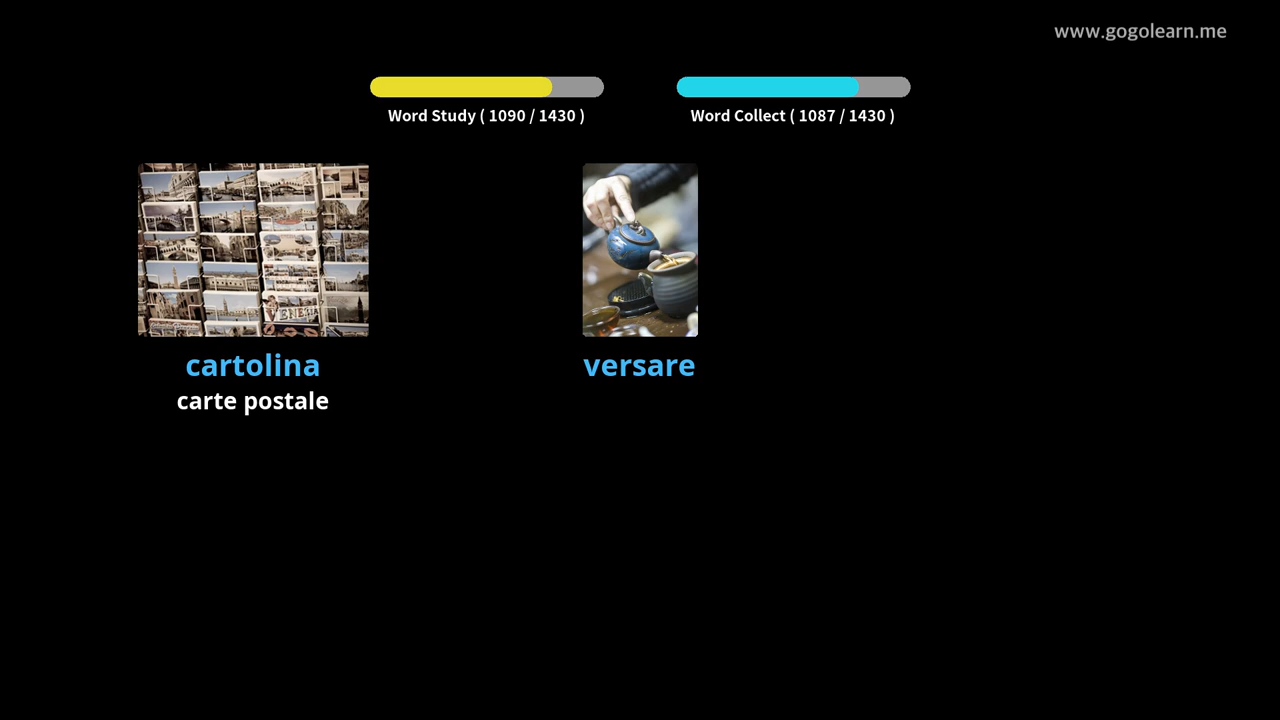 www.gogolearn.me
Word Study ( 1090 / 1430 )
Word Collect ( 1087 / 1430 )
cartolina
versare
carte postale